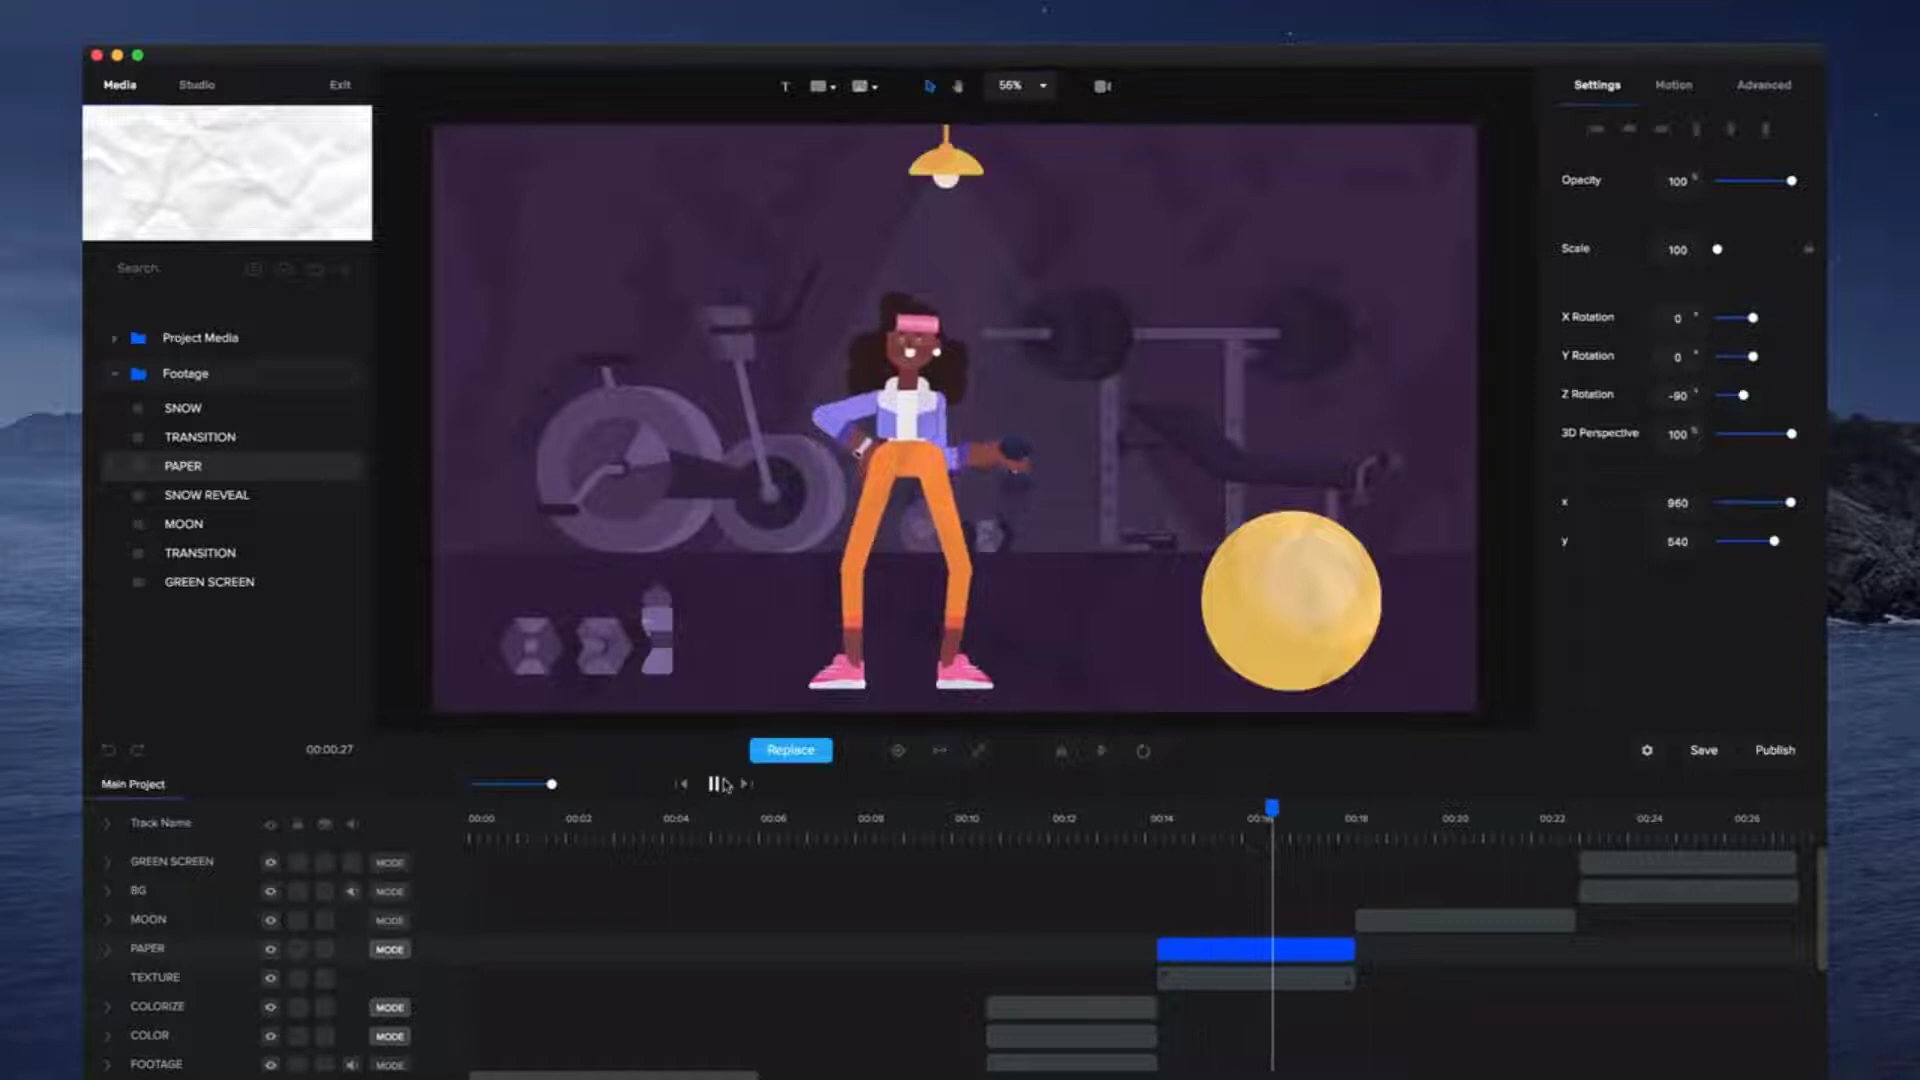 Media Studio Exit
T 56%
Settings Motion Advanced
Opacity 100 %
Search.
Scale 100
X Rotation 0 °
Project Media
Y Rotation 0 °
Footage
Z Rotation -90 °
SNOW
3D Perspective 100 %
TRANSITION
PAPER
SNOW REVEAL
x 960
MOON
y 540
TRANSITION
GREEN SCREEN
00:00:27
Replace
Save Publish
Main Project
Track Name
00:00 00:02 00:04 00:06 00:08 00:10 00:12 00:14 00:16 00:18 00:20 00:22 00:24 00:26
GREEN SCREEN MODE
BG MODE
MOON MODE
PAPER MODE
TEXTURE
COLORIZE MODE
COLOR MODE
FOOTAGE MODE